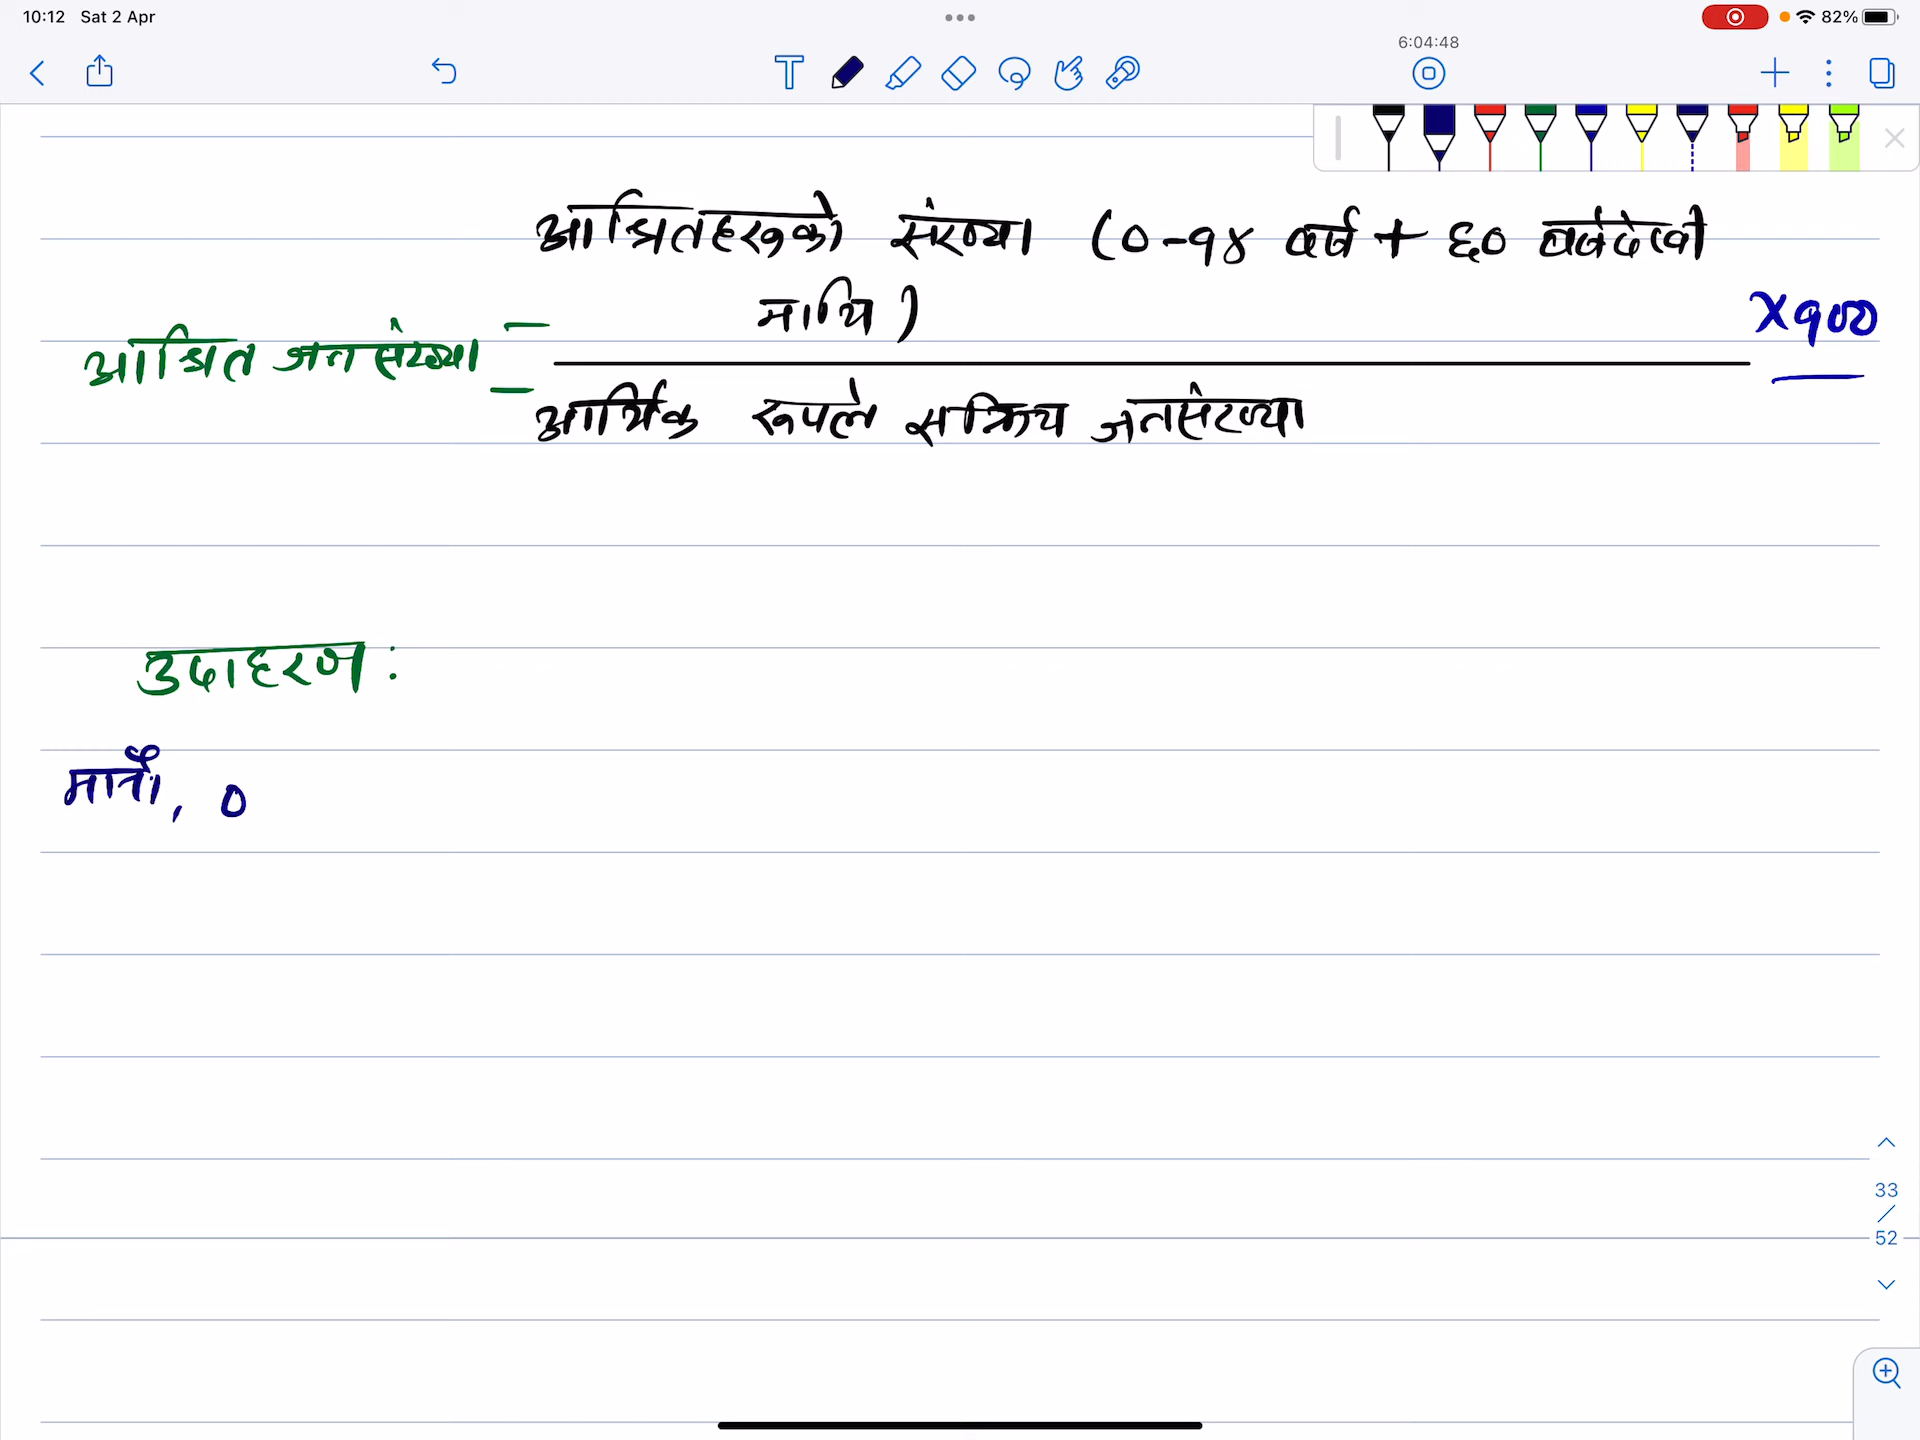 10:12 Sat 2 Apr
82%
6:04:48
आश्रितहरुको संख्या (०-१४ वर्ष + ६० वर्षदेखी
माथि)
आश्रित जनसंख्या = x१००
आर्थिक रूपले सक्रिय जनसंख्या
उदाहरण :
मानौं, ०
33
/
52